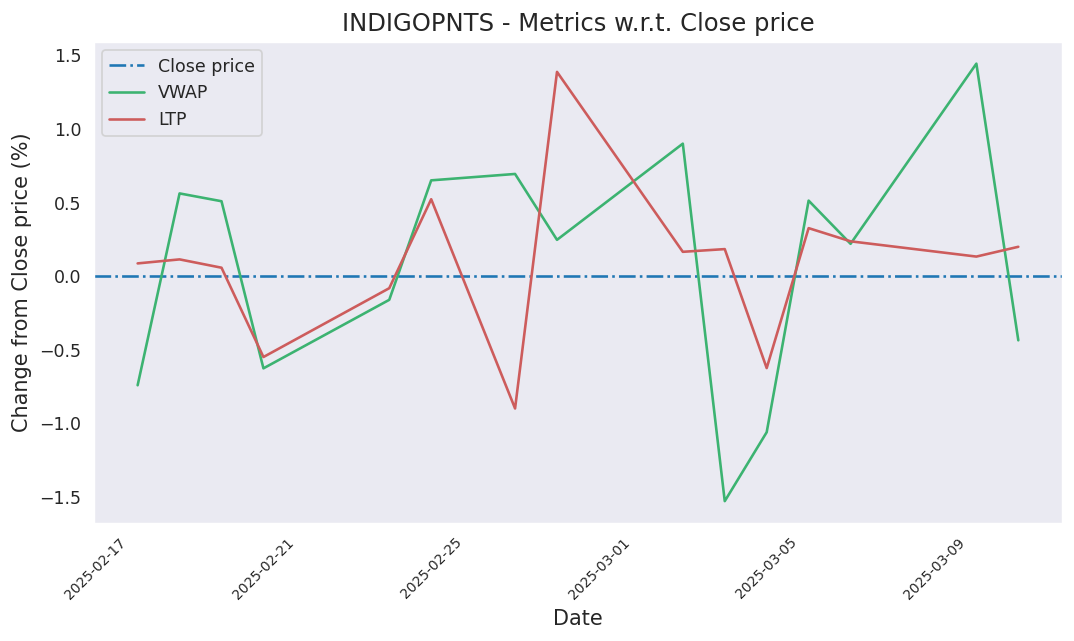 INDIGOPNTS - Metrics w.r.t. Close price
Change from Close price (%)
1.5
1.0
0.5
0.0
−0.5
−1.0
−1.5
Close price
VWAP
LTP
2025-02-17
2025-02-21
2025-02-25
2025-03-01
2025-03-05
2025-03-09
Date